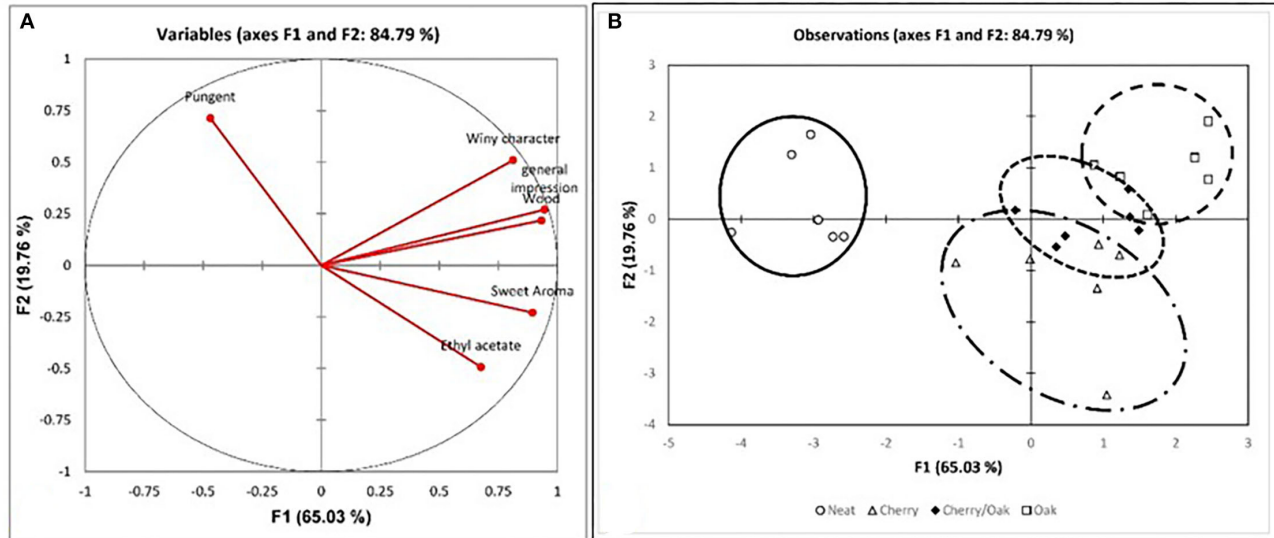 A
Variables (axes F1 and F2: 84.79 %)
1
0.75
0.5
0.25
0
-0.25
-0.5
-0.75
-1
F2 (19.76 %)
Pungent
Winy character
general
impression
Wood
Sweet Aroma
Ethyl acetate
-1 -0.75 -0.5 -0.25 0 0.25 0.5 0.75 1
F1 (65.03 %)
B
Observations (axes F1 and F2: 84.79 %)
3
2
1
0
-1
-2
-3
-4
F2 (19.76 %)
-5 -4 -3 -2 -1 0 1 2 3
F1 (65.03 %)
Neat Cherry Cherry/Oak Oak